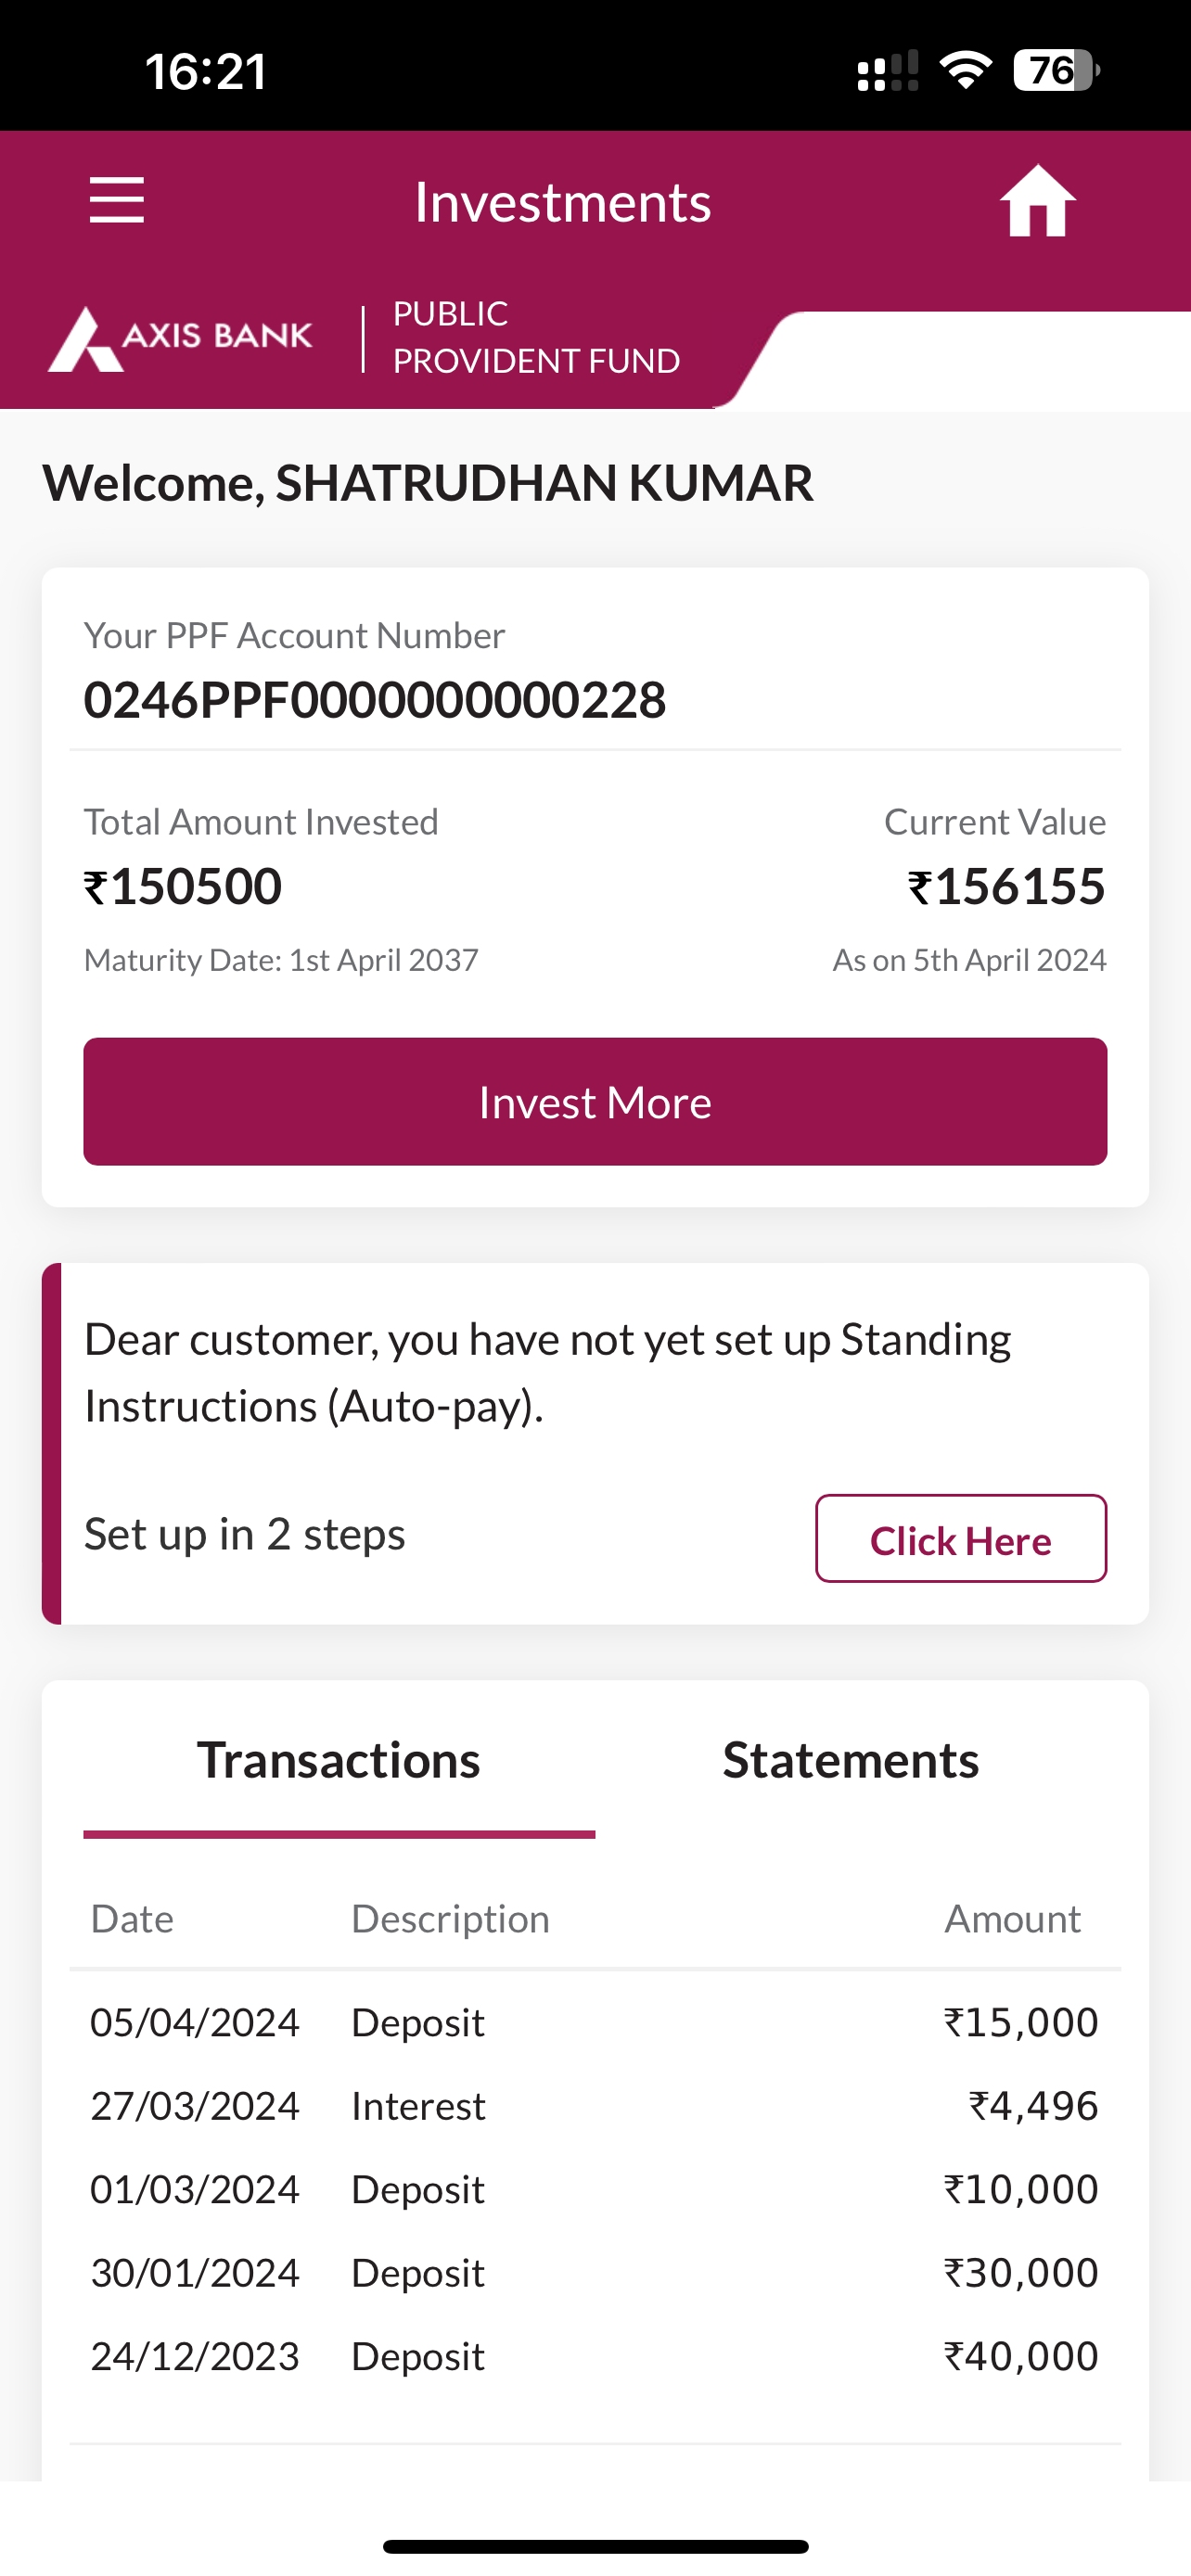 16:21
76
Investments
AXIS BANK
PUBLIC
PROVIDENT FUND
Welcome, SHATRUDHAN KUMAR
Your PPF Account Number
0246PPF0000000000228
Total Amount Invested Current Value
₹150500 ₹156155
Maturity Date: 1st April 2037 As on 5th April 2024
Invest More
Dear customer, you have not yet set up Standing
Instructions (Auto-pay).
Set up in 2 steps Click Here
Transactions Statements
Date Description Amount
05/04/2024 Deposit ₹15,000
27/03/2024 Interest ₹4,496
01/03/2024 Deposit ₹10,000
30/01/2024 Deposit ₹30,000
24/12/2023 Deposit ₹40,000